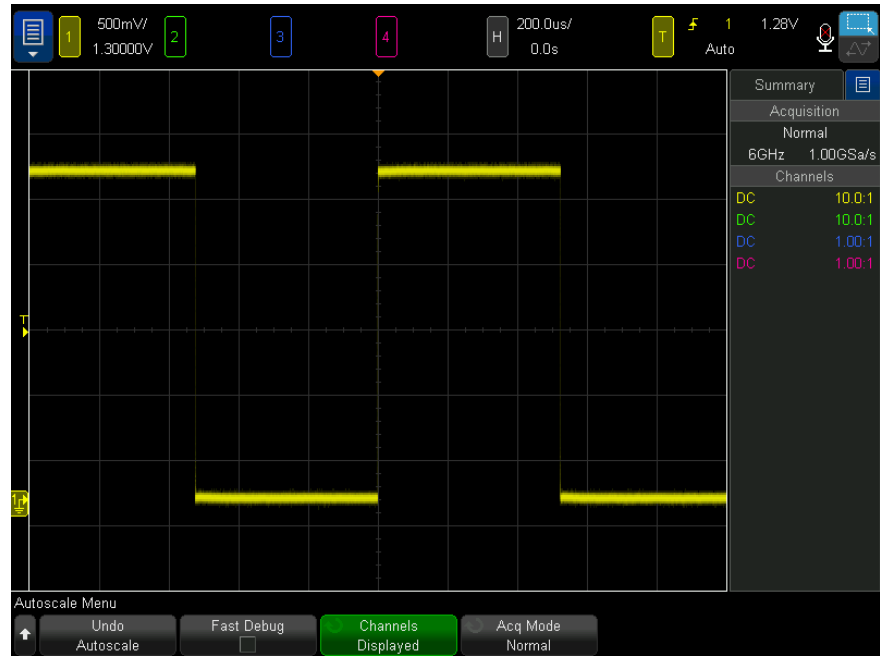 1 500mV/ 2 3 4 H 200.0us/ T 1 1.28V
1.30000V 0.0s Auto
Summary
Acquisition
Normal
6GHz 1.00GSa/s
Channels
DC 10.0:1
DC 10.0:1
DC 1.00:1
DC 1.00:1
T
1
Autoscale Menu
Undo Autoscale
Fast Debug
Channels Displayed
Acq Mode Normal